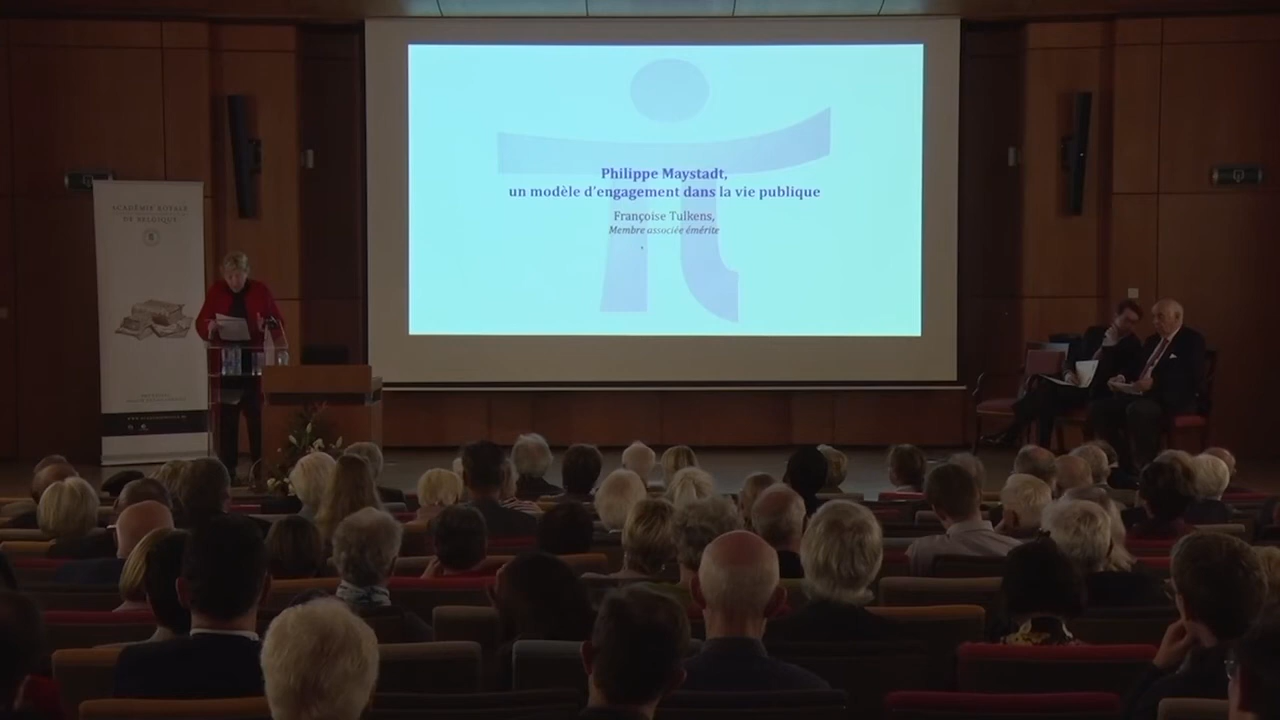 Philippe Maystadt,
un modèle d'engagement dans la vie publique
Françoise Tulkens,
Membre associée émérite
ACADÉMIE ROYALE
DE BELGIQUE